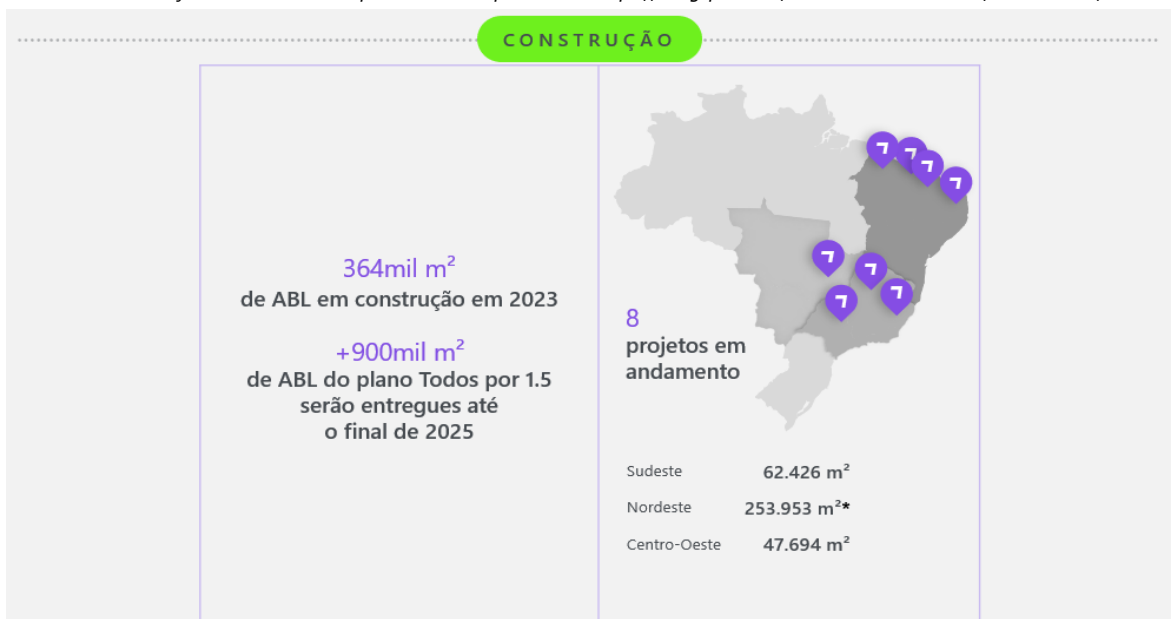 CONSTRUÇÃO
364mil m²
de ABL em construção em 2023
+900mil m²
de ABL do plano Todos por 1.5
serão entregues até
o final de 2025
8
projetos em
andamento
Sudeste 62.426 m²
Nordeste 253.953 m²*
Centro-Oeste 47.694 m²